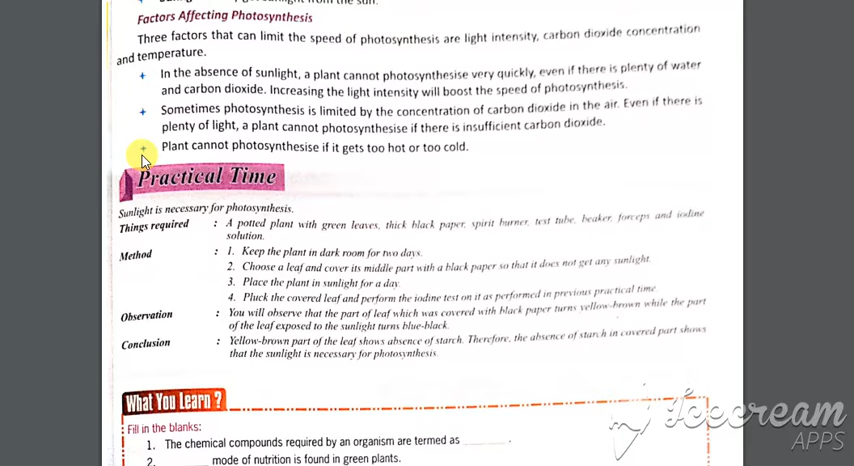 Factors Affecting Photosynthesis
Three factors that can limit the speed of photosynthesis are light intensity, carbon dioxide concentration
and temperature.
+ In the absence of sunlight, a plant cannot photosynthesise very quickly, even if there is plenty of water
and carbon dioxide. Increasing the light intensity will boost the speed of photosynthesis.
+ Sometimes photosynthesis is limited by the concentration of carbon dioxide in the air. Even if there is
plenty of light, a plant cannot photosynthesise if there is insufficient carbon dioxide.
+ Plant cannot photosynthesise if it gets too hot or too cold.
Practical Time
Sunlight is necessary for photosynthesis.
Things required : A potted plant with green leaves, thick black paper, spirit burner, test tube, beaker, forceps and iodine
solution.
Method : 1. Keep the plant in dark room for two days.
2. Choose a leaf and cover its middle part with a black paper so that it does not get any sunlight.
3. Place the plant in sunlight for a day.
4. Pluck the covered leaf and perform the iodine test on it as performed in previous practical time.
Observation : You will observe that the part of leaf which was covered with black paper turns yellow-brown while the part
of the leaf exposed to the sunlight turns blue-black.
Conclusion : Yellow-brown part of the leaf shows absence of starch. Therefore, the absence of starch in covered part shows
that the sunlight is necessary for photosynthesis.
What You Learn ?
Fill in the blanks:
1. The chemical compounds required by an organism are termed as ______ .
2. ______ mode of nutrition is found in green plants.
Icecream
APPS